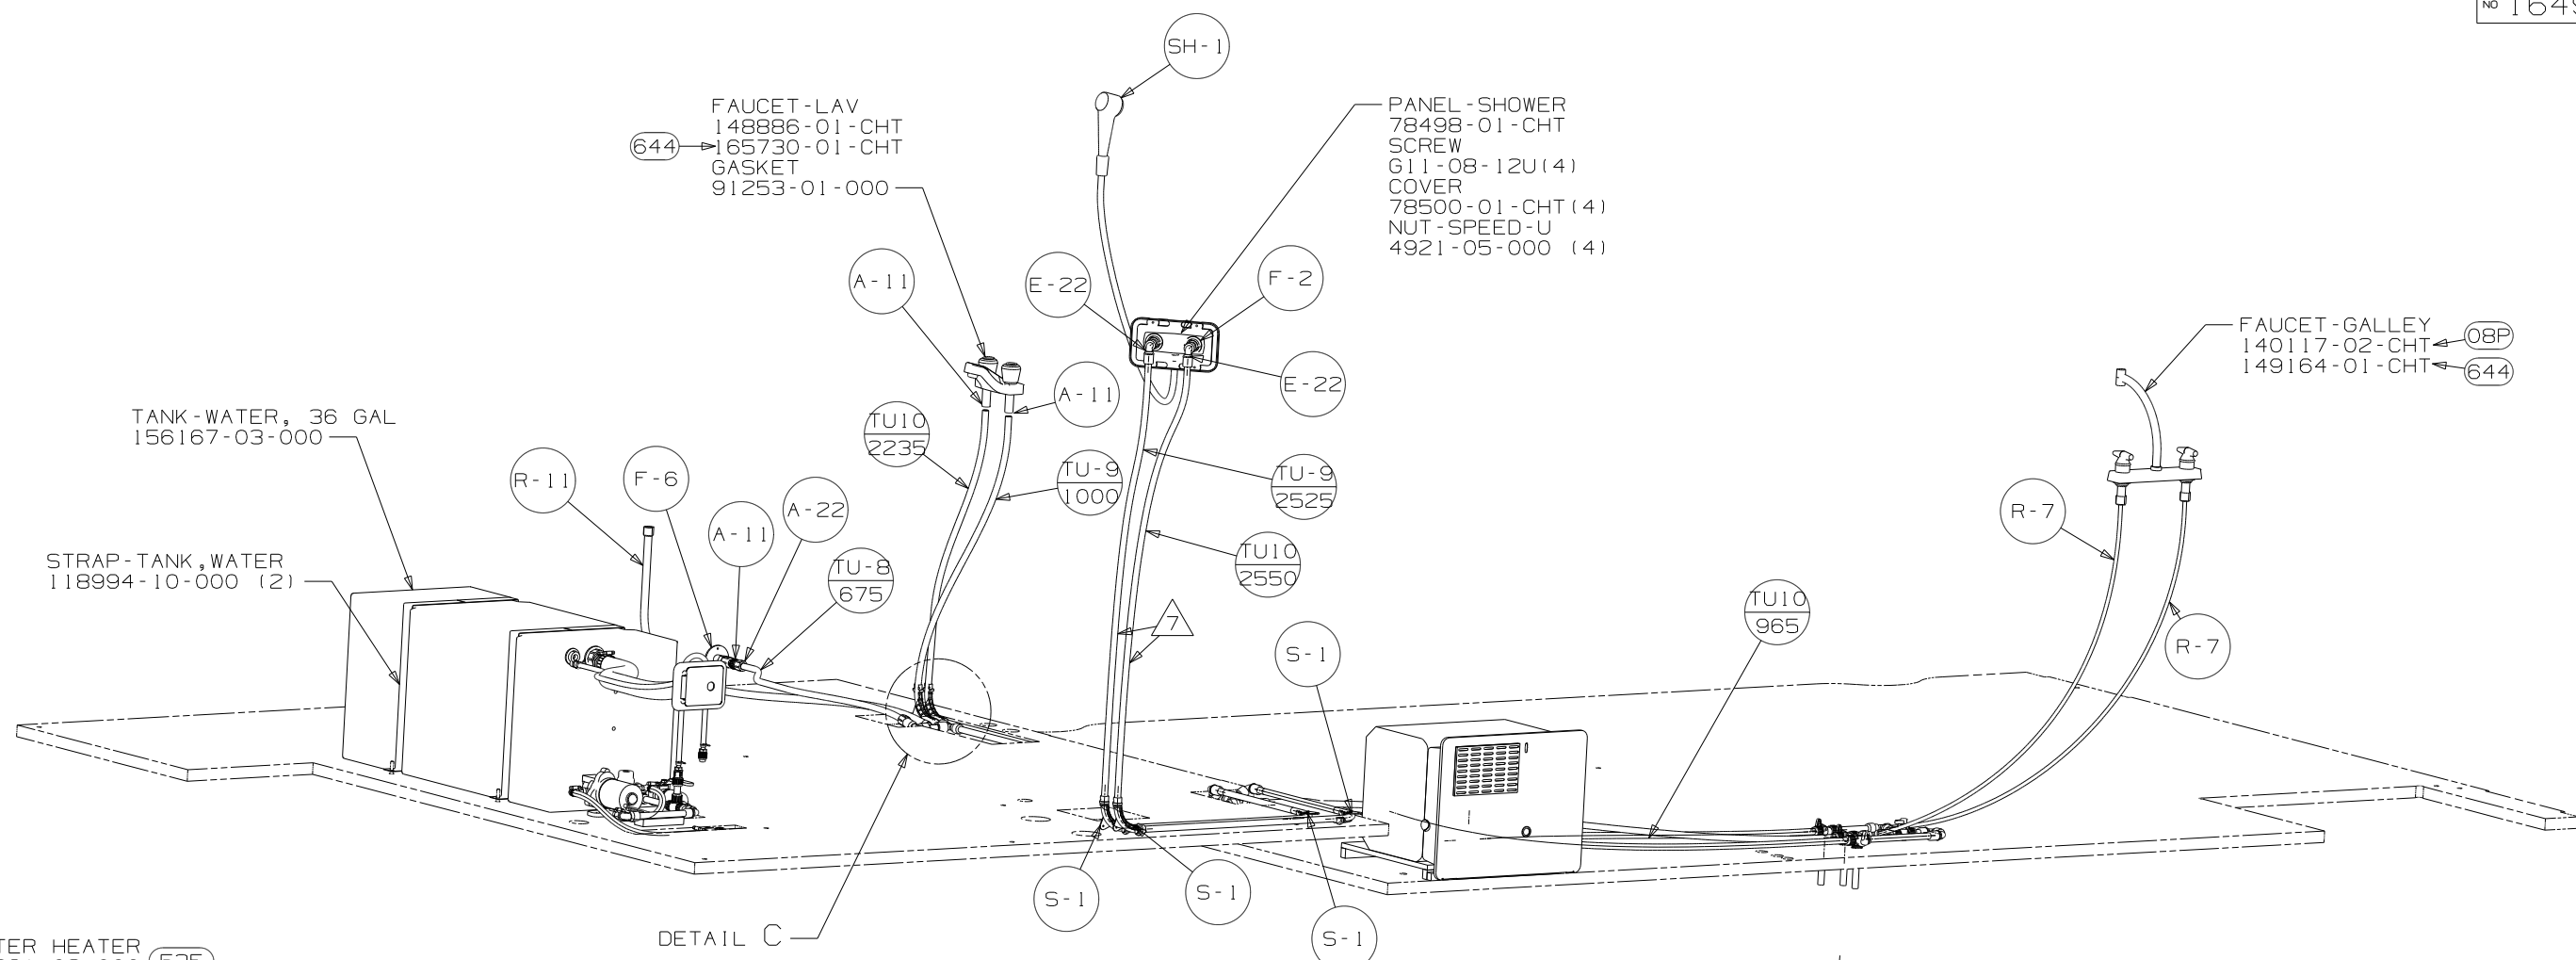 NO 1649
SH-1
FAUCET-LAV
148886-01-CHT
644
165730-01-CHT
GASKET
91253-01-000
PANEL-SHOWER
78498-01-CHT
SCREW
G11-08-12U(4)
COVER
78500-01-CHT(4)
NUT-SPEED-U
4921-05-000 (4)
A-11
E-22
F-2
FAUCET-GALLEY
140117-02-CHT
08P
149164-01-CHT
644
E-22
A-11
TANK-WATER, 36 GAL
156167-03-000
TU10
2235
R-11
F-6
TU-9
1000
TU-9
2525
A-22
A-11
R-7
STRAP-TANK,WATER
118994-10-000 (2)
TU-8
675
TU10
2550
TU10
965
7
S-1
R-7
S-1
S-1
S-1
DETAIL C
TER HEATER